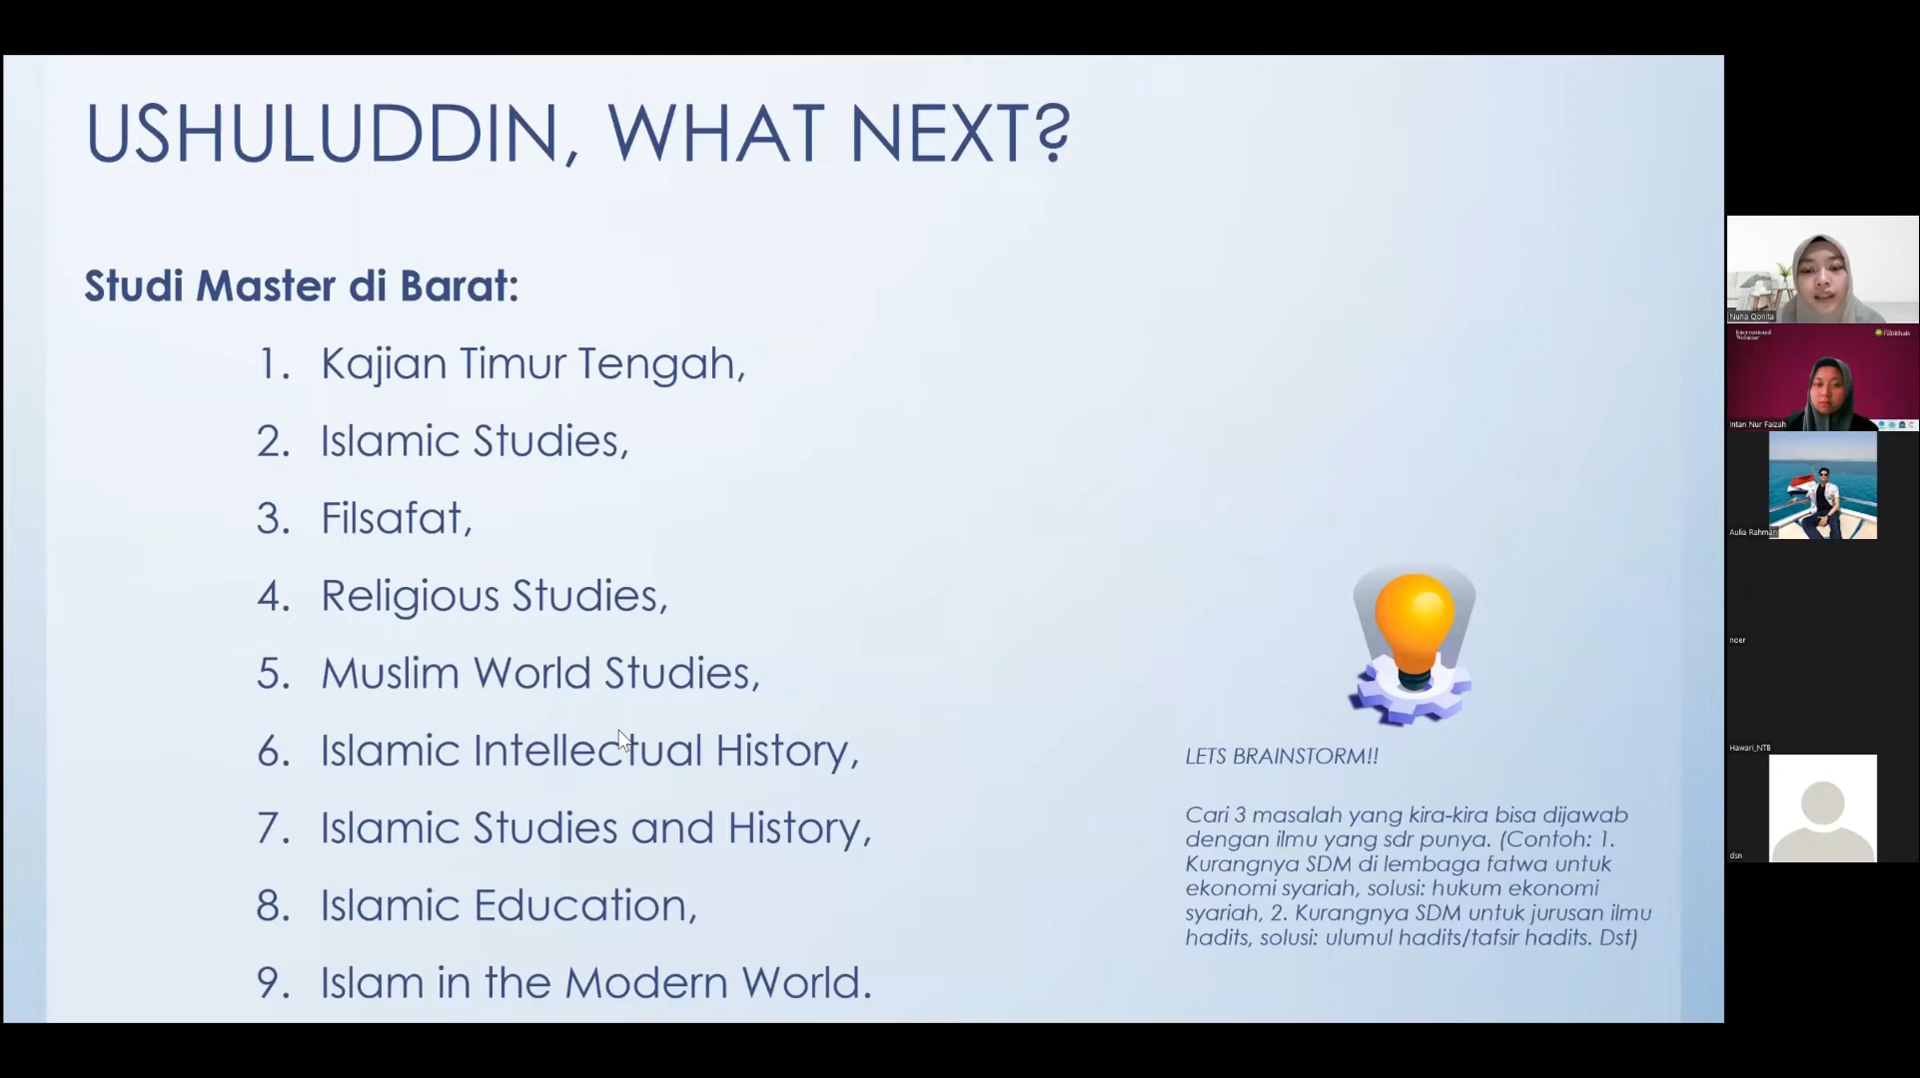 USHULUDDIN, WHAT NEXT?
Studi Master di Barat:
1. Kajian Timur Tengah,
2. Islamic Studies,
3. Filsafat,
4. Religious Studies,
5. Muslim World Studies,
6. Islamic Intellectual History,
7. Islamic Studies and History,
8. Islamic Education,
9. Islam in the Modern World.
LETS BRAINSTORM!!
Cari 3 masalah yang kira-kira bisa dijawab
dengan ilmu yang sdr punya. (Contoh: 1.
Kurangnya SDM di lembaga fatwa untuk
ekonomi syariah, solusi: hukum ekonomi
syariah, 2. Kurangnya SDM untuk jurusan ilmu
hadits, solusi: ulumul hadits/tafsir hadits. Dst)
Nuha Qonita
International
Webinar
Intan Nur Faizah
Aulia Rahman
noer
Hawari_NTB
dsn